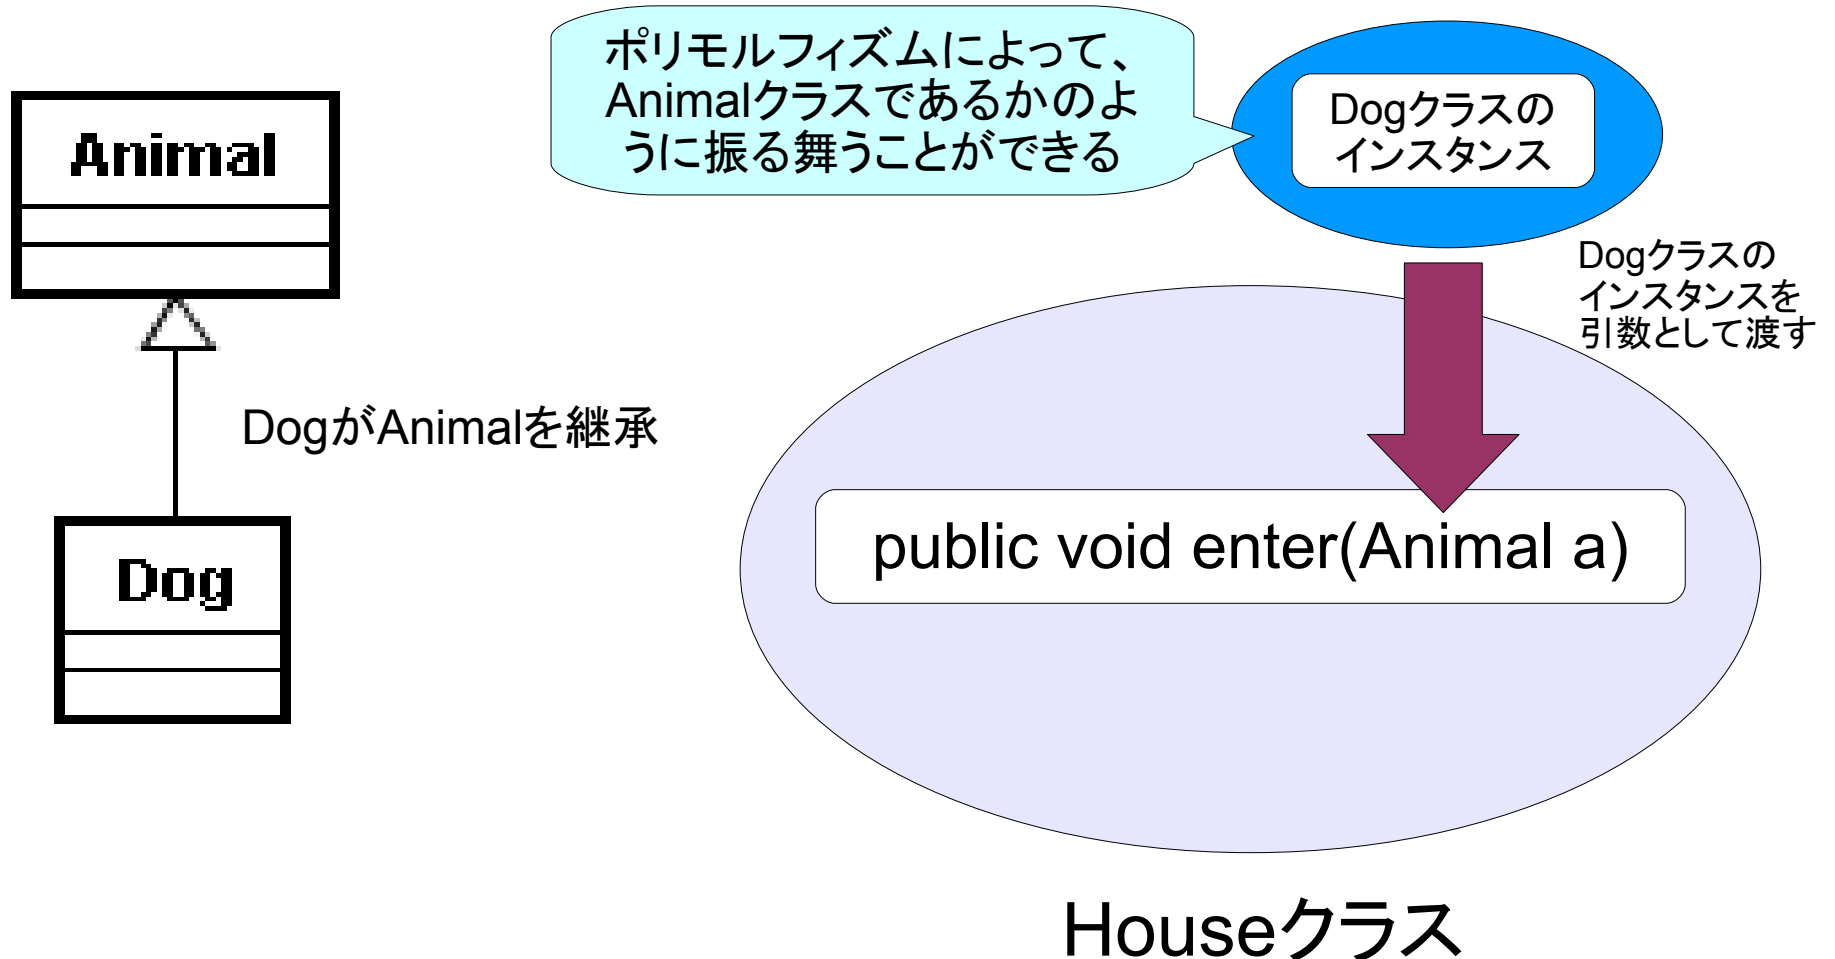 ポリモルフィズムによって、
Animalクラスであるかのよ
うに振る舞うことができる
Dogクラスの
インスタンス
Animal
Dogクラスの
インスタンスを
引数として渡す
DogがAnimalを継承
public void enter(Animal a)
Dog
Houseクラス